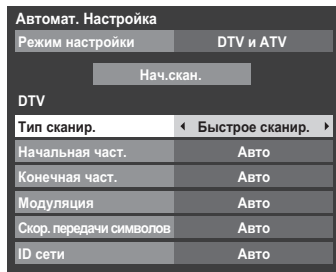 Автомат. Настройка
Режим настройки DTV и ATV
Нач.скан.
DTV
Тип сканир. Быстрое сканир.
Начальная част. Авто
Конечная част. Авто
Модуляция Авто
Скор. передачи символов Авто
ID сети Авто